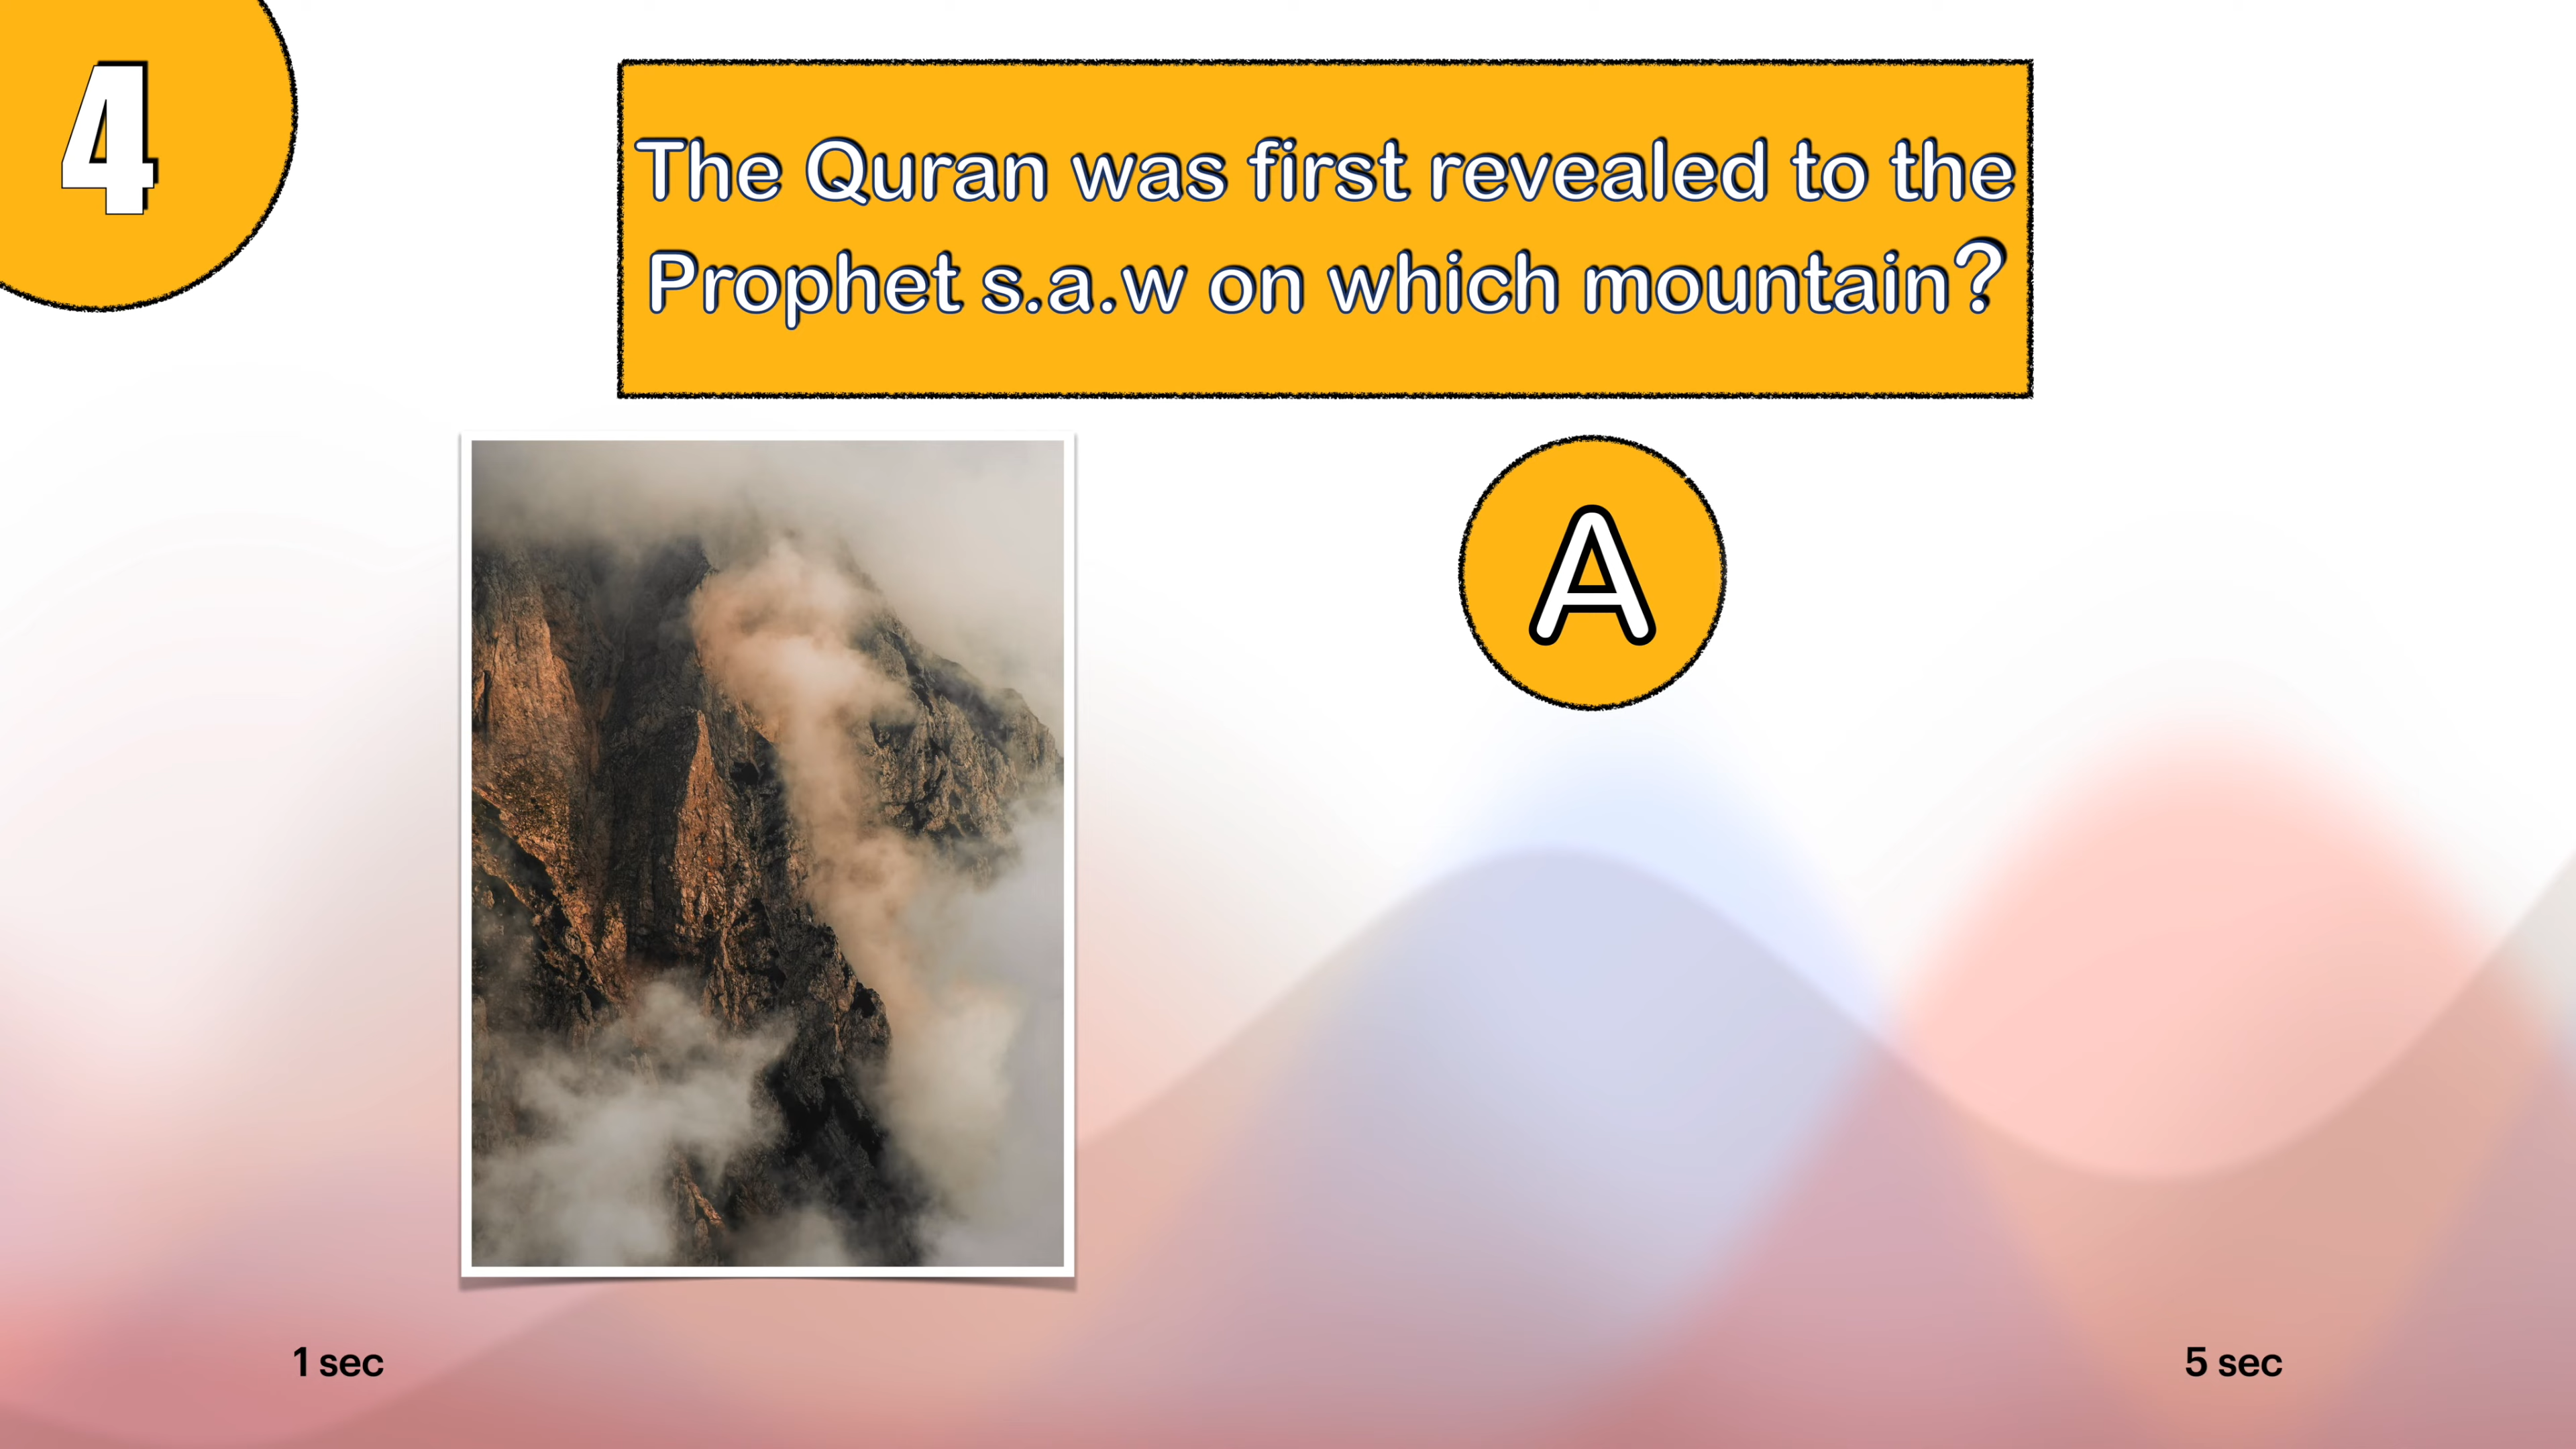 4
The Quran was first revealed to the
Prophet s.a.w on which mountain?
A
1 sec
5 sec